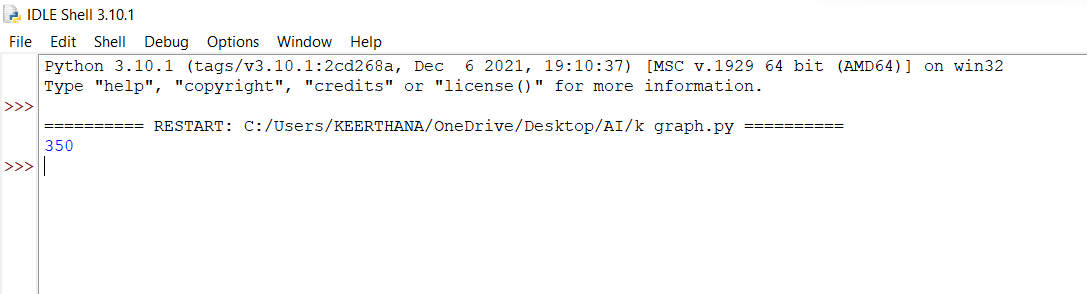 IDLE Shell 3.10.1
File Edit Shell Debug Options Window Help
Python 3.10.1 (tags/v3.10.1:2cd268a, Dec  6 2021, 19:10:37) [MSC v.1929 64 bit (AMD64)] on win32
Type "help", "copyright", "credits" or "license()" for more information.
>>>
========== RESTART: C:/Users/KEERTHANA/OneDrive/Desktop/AI/k graph.py ==========
350
>>>